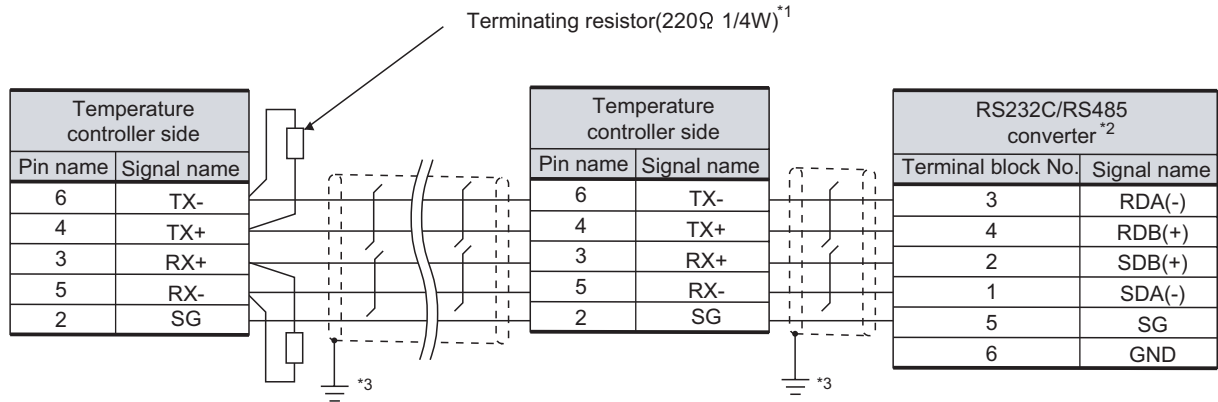 Terminating resistor(220Ω 1/4W)*1
Temperature
controller side
Pin name Signal name
6 TX-
4 TX+
3 RX+
5 RX-
2 SG
*3
Temperature
controller side
Pin name Signal name
6 TX-
4 TX+
3 RX+
5 RX-
2 SG
*3
RS232C/RS485
converter*2
Terminal block No. Signal name
3 RDA(-)
4 RDB(+)
2 SDB(+)
1 SDA(-)
5 SG
6 GND